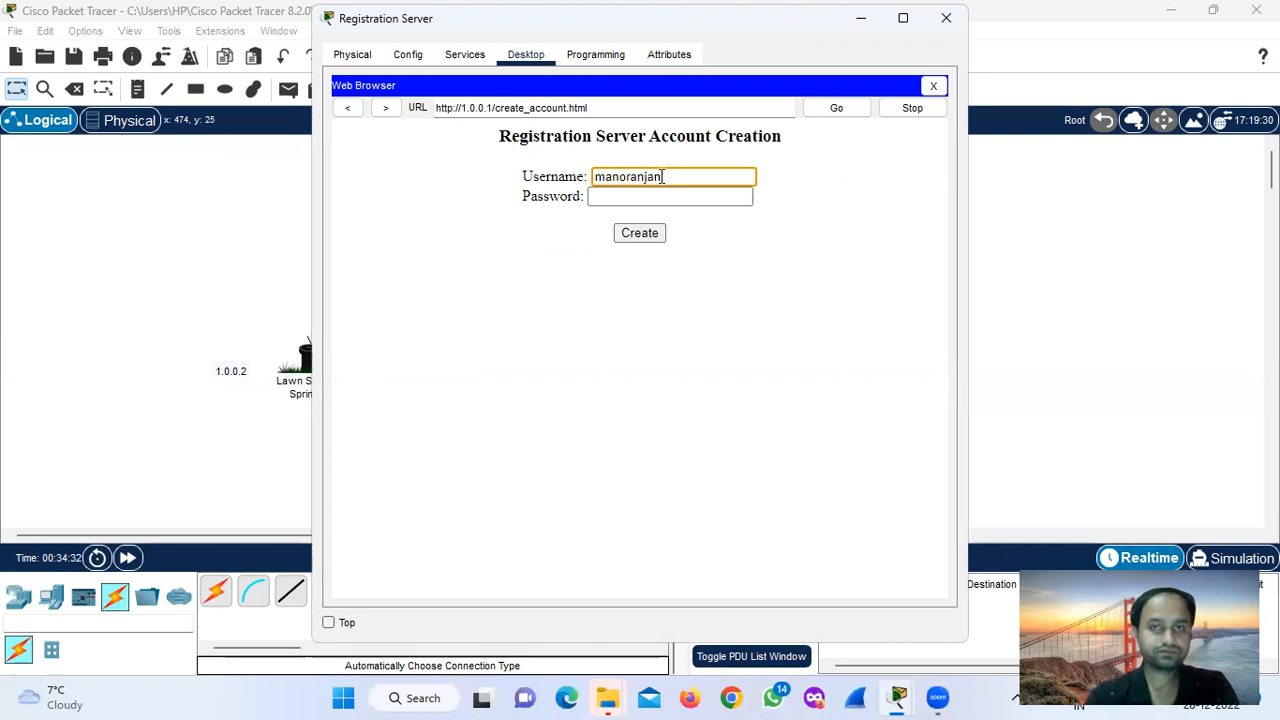 Cisco Packet Tracer - C:\Users\HP\Cisco Packet Tracer 8.2.0\
Registration Server
File Edit Options View Tools Extensions Window
Physical Config Services Desktop Programming Attributes
Web Browser
X
< > URL http://1.0.0.1/create_account.html Go Stop
Logical Physical x: 474, y: 25
Root 17:19:30
Registration Server Account Creation
Username: manoranjan
Password:
Create
1.0.0.2
Lawn S
Sprin
Time: 00:34:32
Realtime Simulation
Destination
Top
Toggle PDU List Window
Automatically Choose Connection Type
7°C
Cloudy
Search
14
IN
28-12-2022